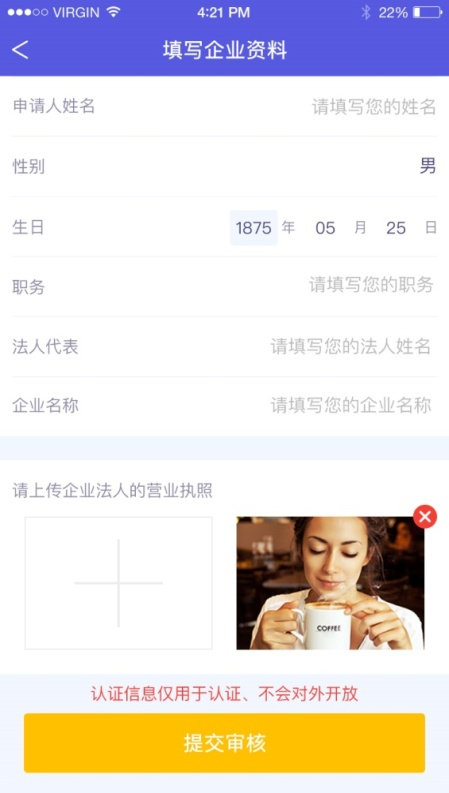 VIRGIN 4:21 PM 22%
填写企业资料
申请人姓名 请填写您的姓名
性别 男
生日 1875 年 05 月 25 日
职务 请填写您的职务
法人代表 请填写您的法人姓名
企业名称 请填写您的企业名称
请上传企业法人的营业执照
COFFEE
认证信息仅用于认证、不会对外开放
提交审核